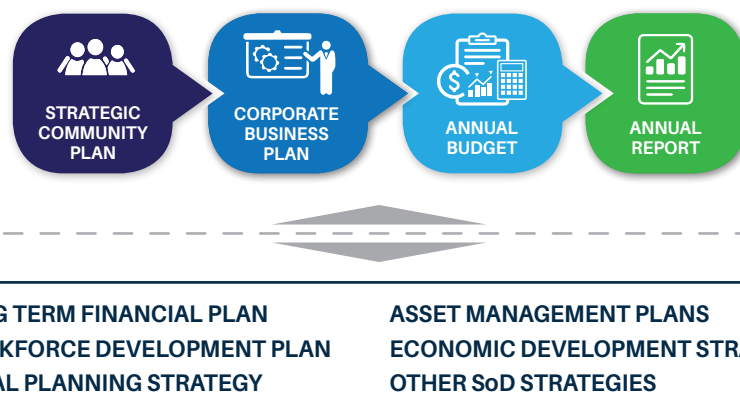 STRATEGIC
COMMUNITY
PLAN
CORPORATE
BUSINESS
PLAN
ANNUAL
BUDGET
ANNUAL
REPORT
G TERM FINANCIAL PLAN
KFORCE DEVELOPMENT PLAN
AL PLANNING STRATEGY
ASSET MANAGEMENT PLANS
ECONOMIC DEVELOPMENT STRA
OTHER SoD STRATEGIES